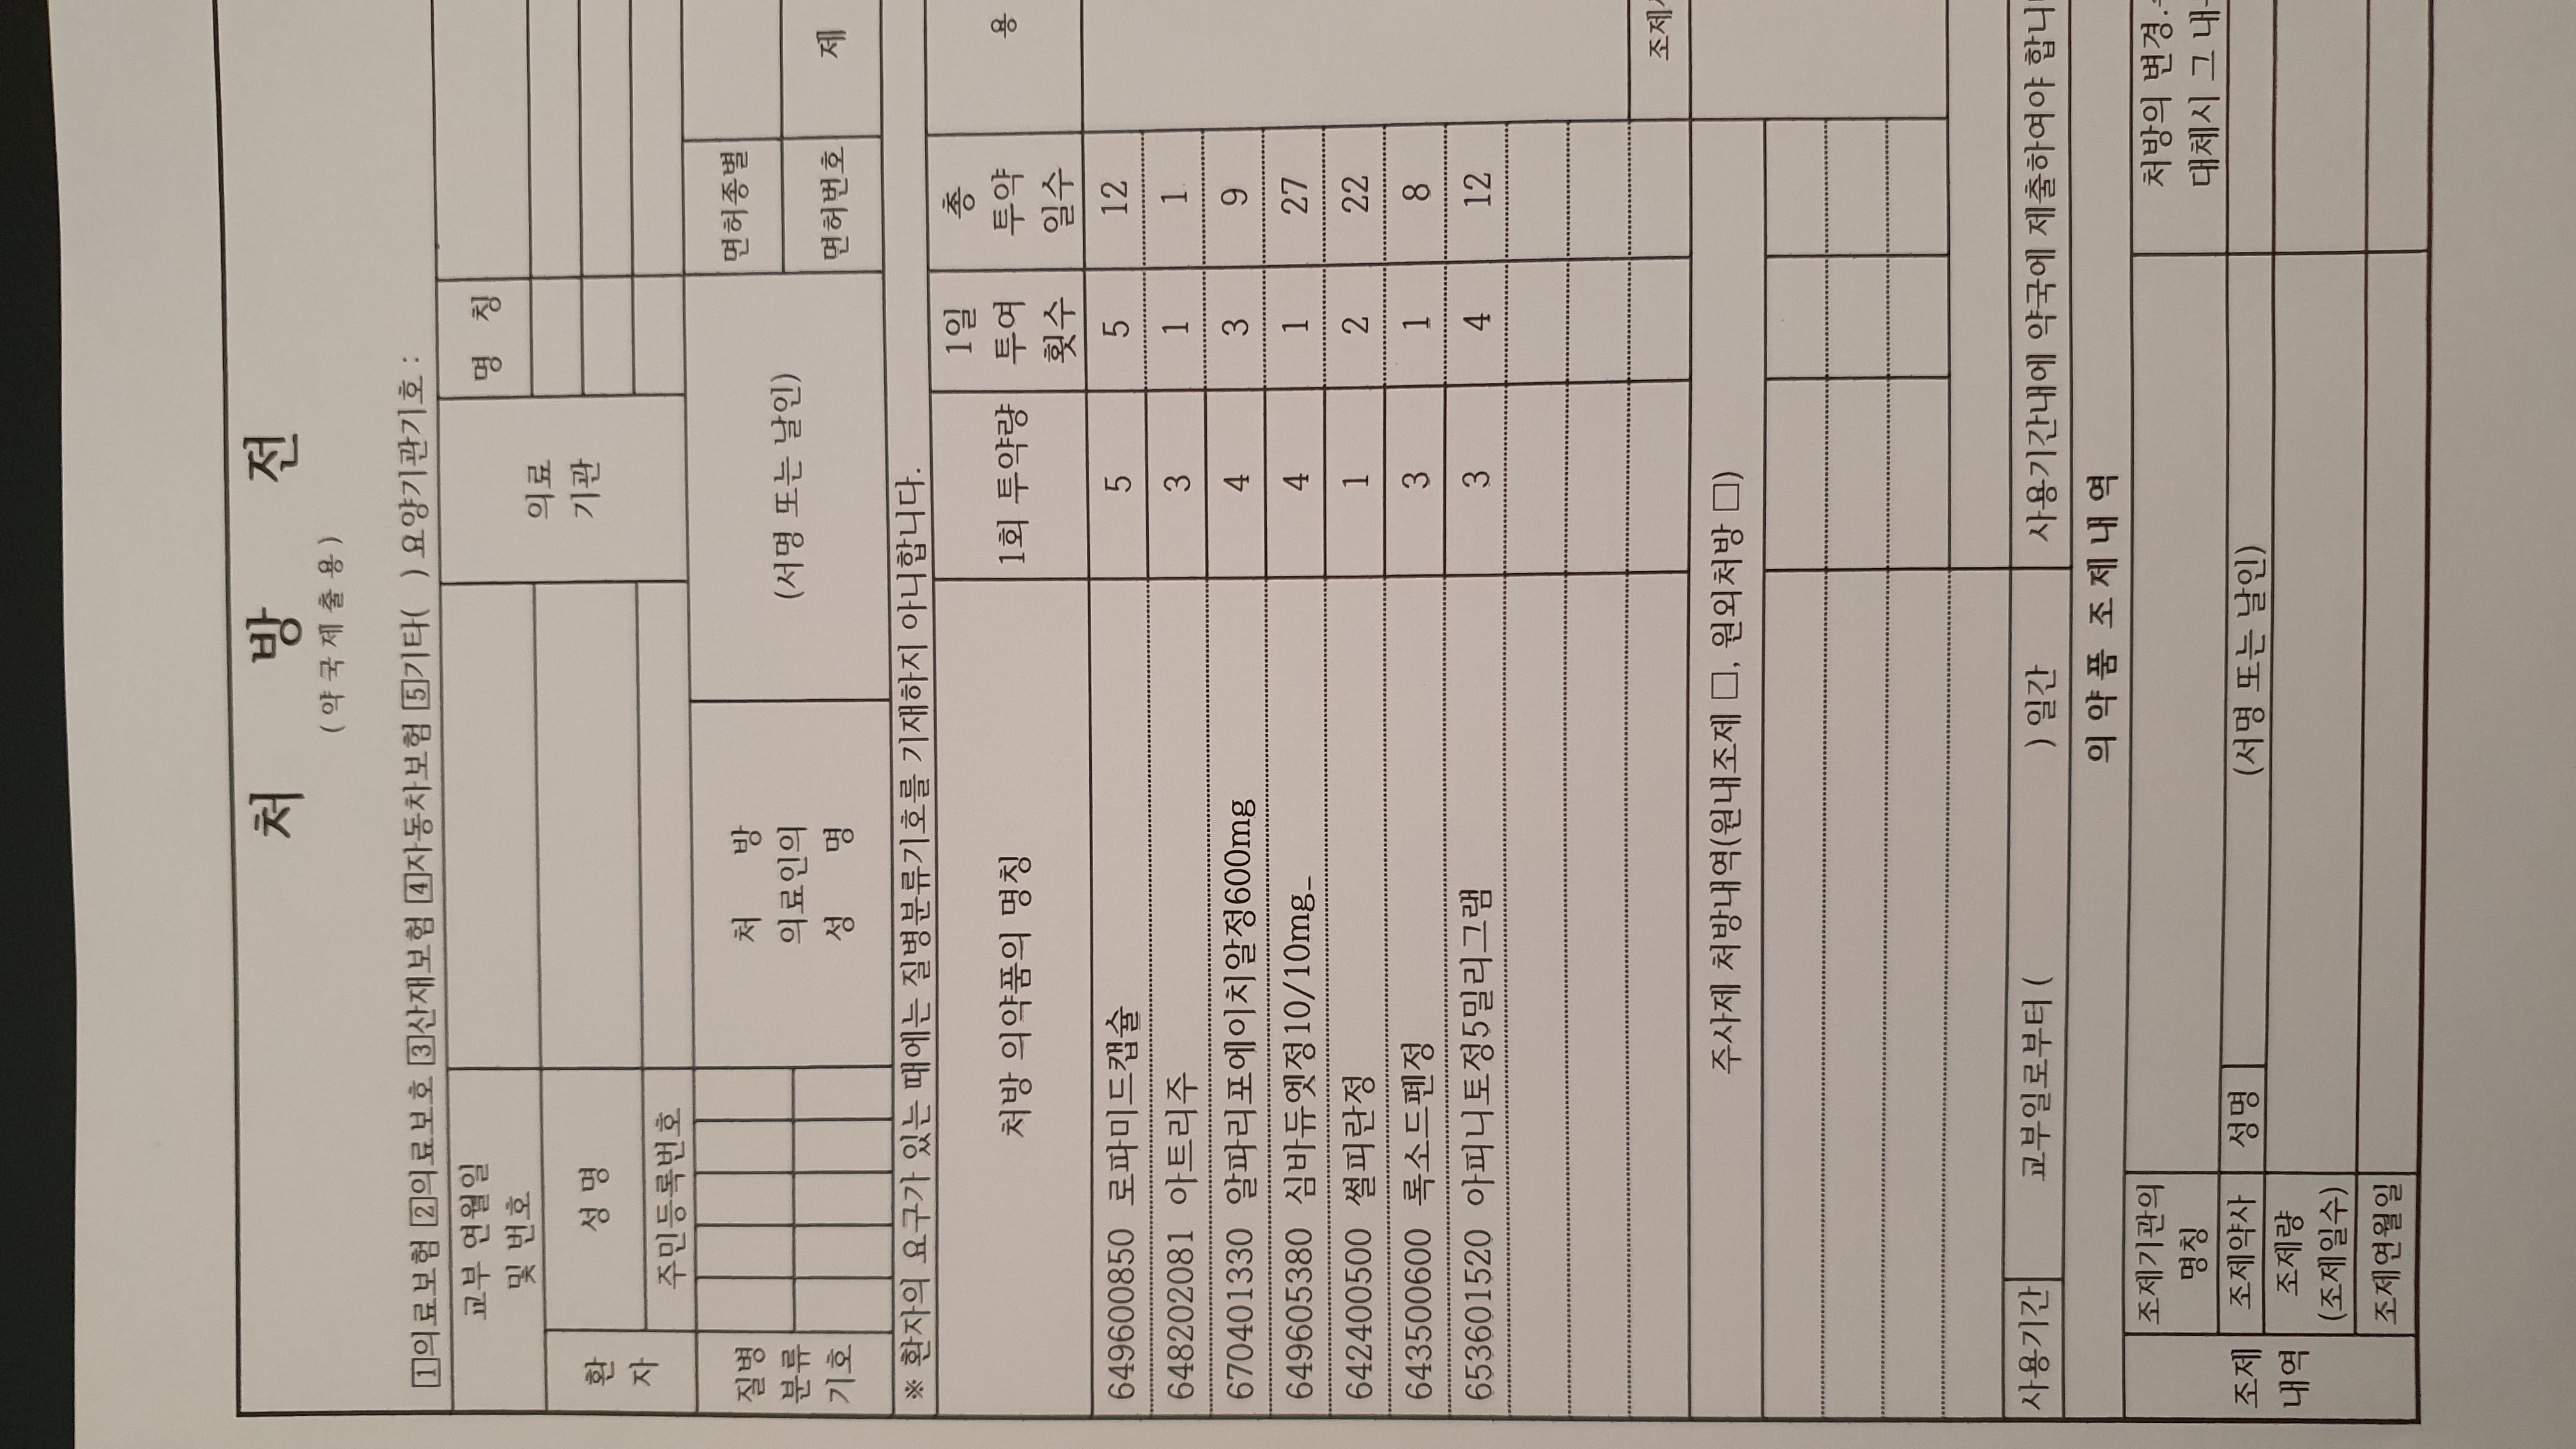 처 방 전
(약국제출용)
1의료보험 2의료보호 3산재보험 4자동차보험 5기타( ) 요양기관기호 :
교부 연월일
및 번호
의료
기관
명 칭
환
자
성 명
주민등록번호
질병
분류
기호
처 방
의료인의
성 명
(서명 또는 날인)
면허종별
면허번호
제
※ 환자의 요구가 있는 때에는 질병분류기호를 기재하지 아니합니다.
처방 의약품의 명칭
1회 투약량
1일
투여
횟수
총
투약
일수
용
649600850 로파미드캡슐 5 5 12
648202081 아트리주 3 1 1
670401330 알파리포에이치알정600mg 4 3 9
649605380 심바듀엣정10/10mg_ 4 1 27
642400500 썰피란정 1 2 22
643500600 록소드펜정 3 1 8
653601520 아피니토정5밀리그램 3 4 12
조제
주사제 처방내역(원내조제 □, 원외처방 □)
사용기간 교부일로부터 ( ) 일간 사용기간내에 약국에 제출하여야 합니
의약품 조제내역
조제
내역
조제기관의
명칭
처방의 변경.
대체시 그 내
조제약사 성명 (서명 또는 날인)
조제량
(조제일수)
조제연월일